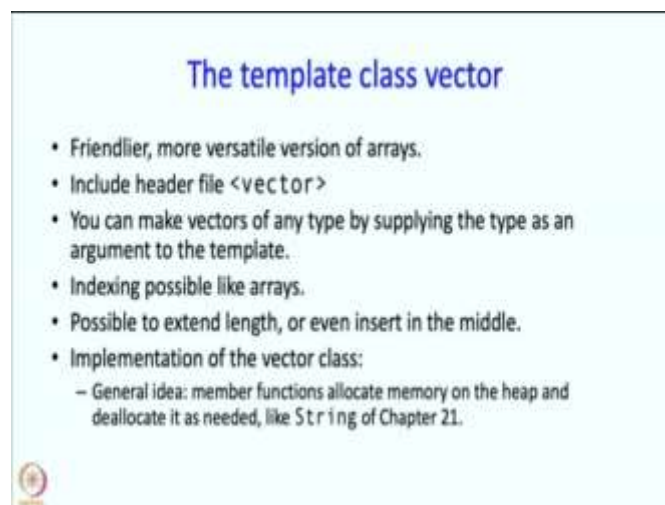 The template class vector
• Friendlier, more versatile version of arrays.
• Include header file <vector>
• You can make vectors of any type by supplying the type as an
argument to the template.
• Indexing possible like arrays.
• Possible to extend length, or even insert in the middle.
• Implementation of the vector class:
– General idea: member functions allocate memory on the heap and
deallocate it as needed, like String of Chapter 21.